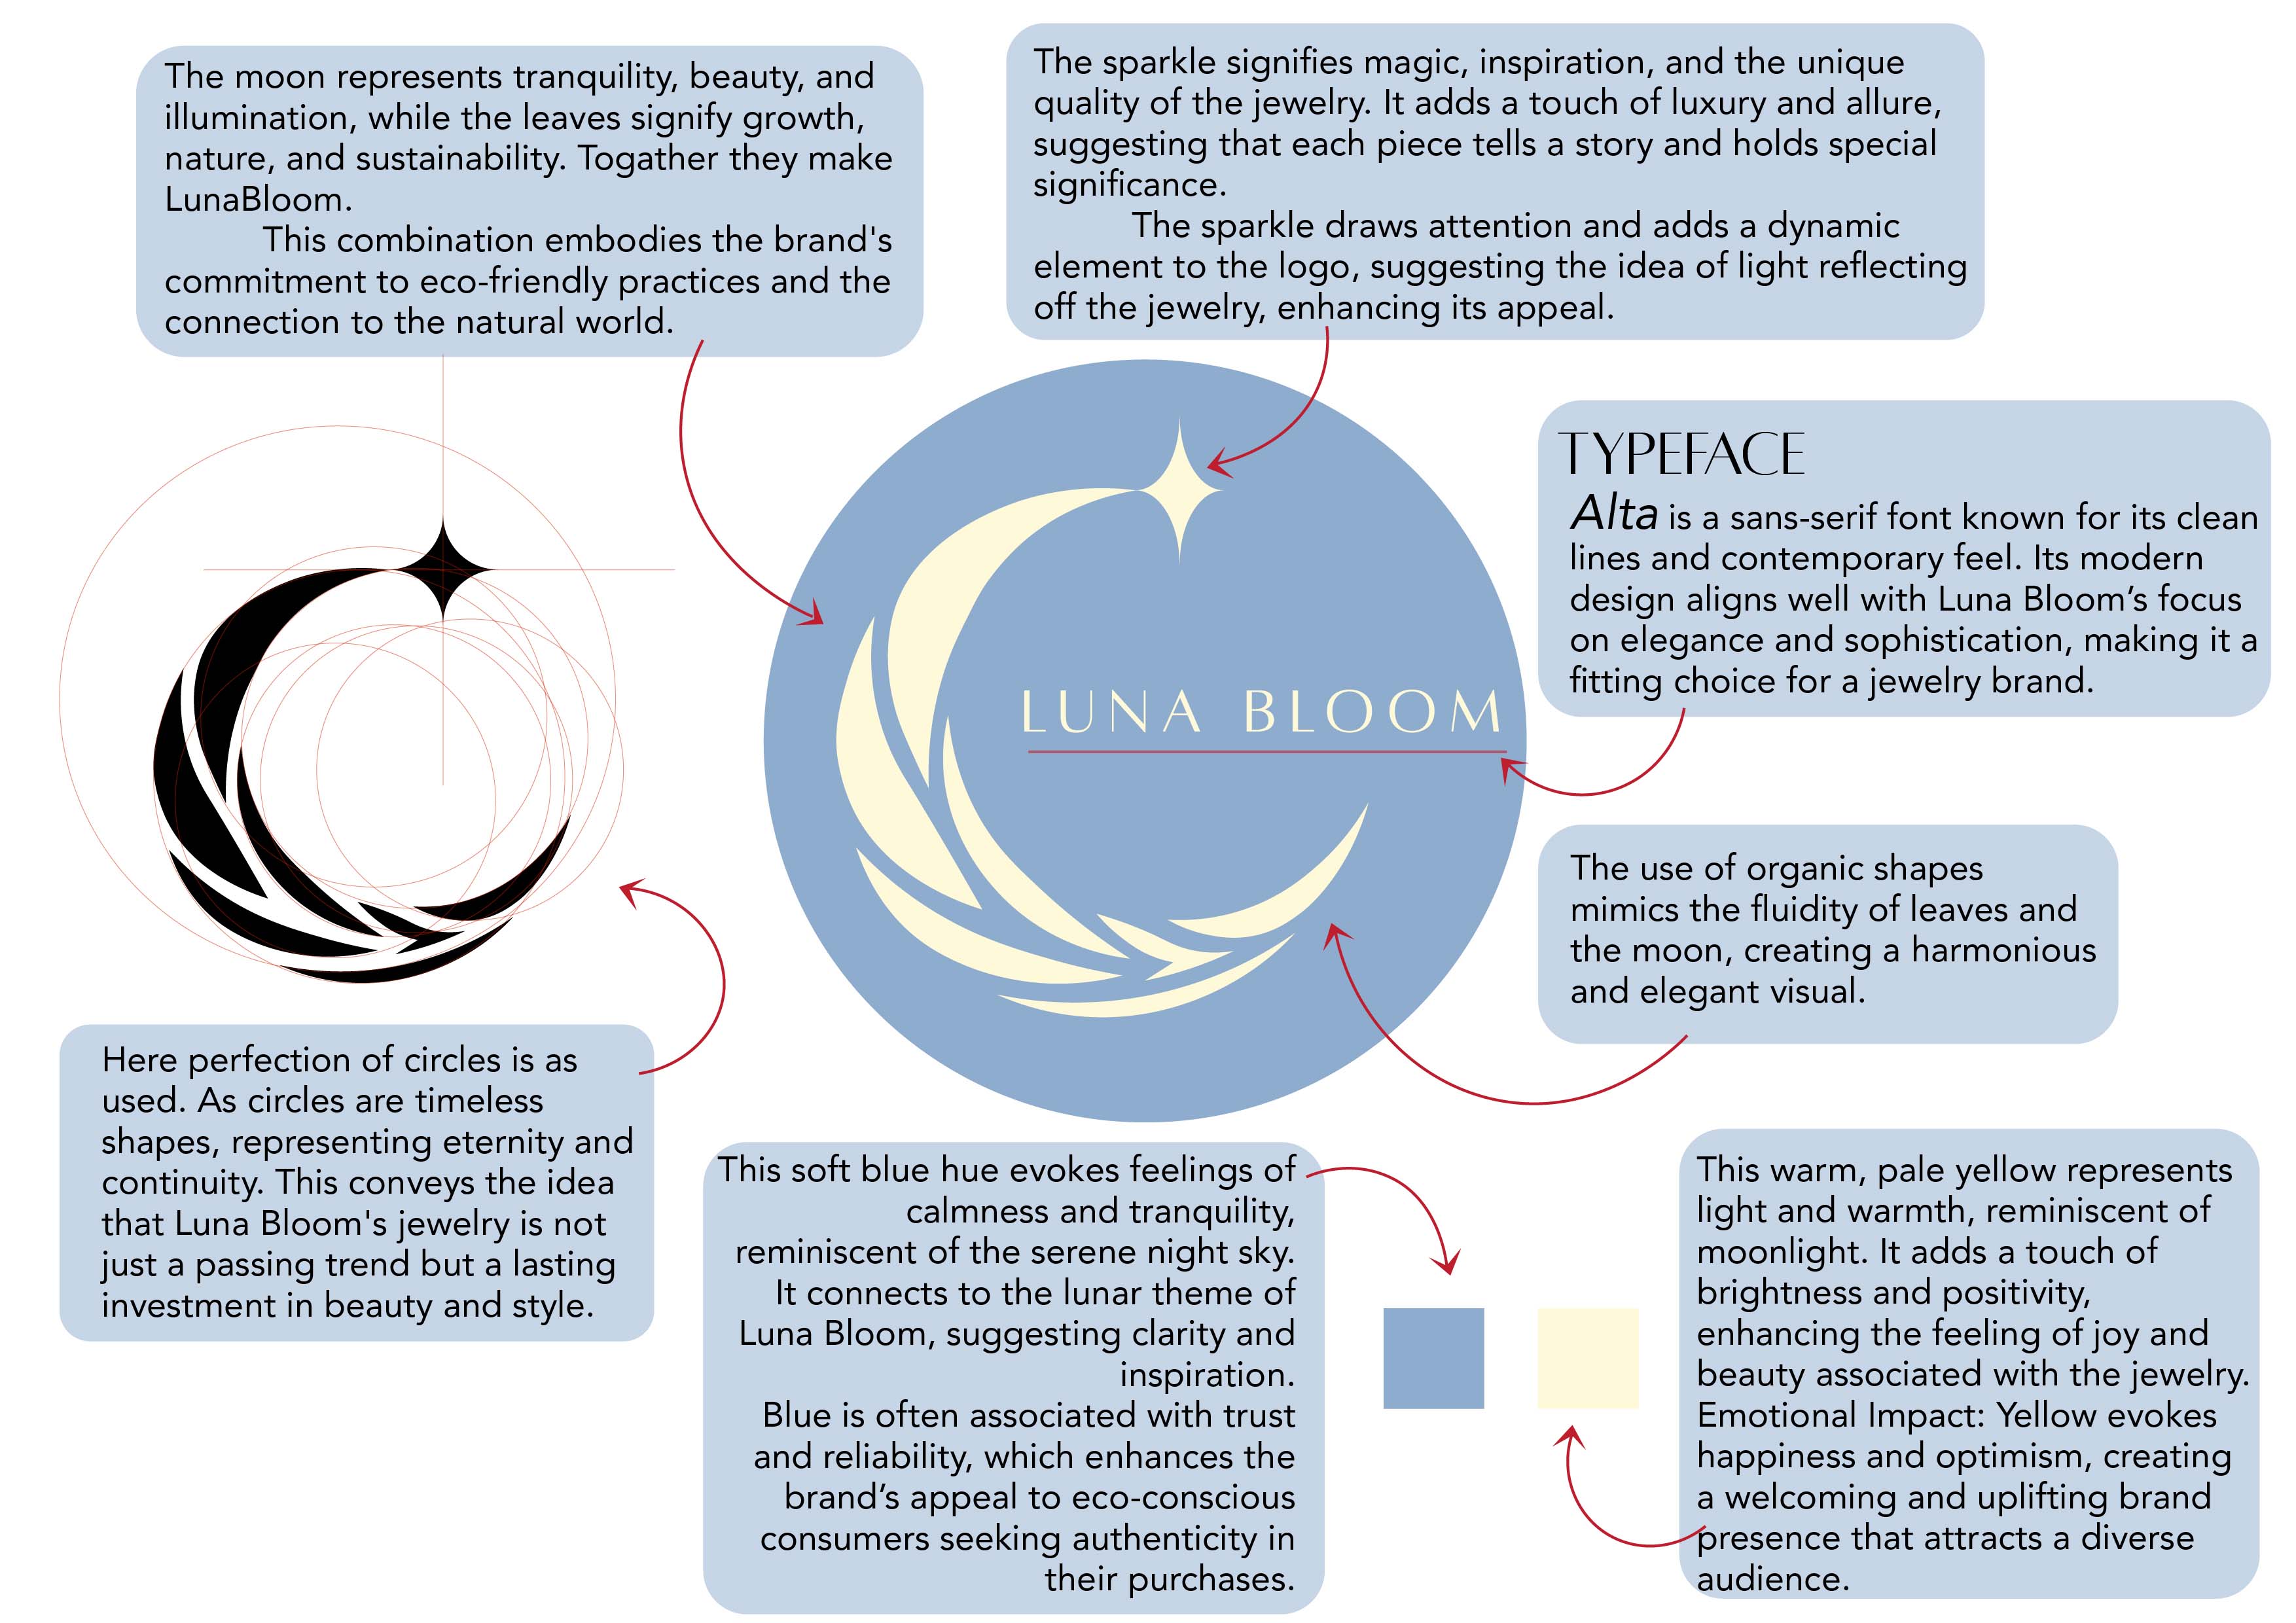 The moon represents tranquility, beauty, and
illumination, while the leaves signify growth,
nature, and sustainability. Togather they make
LunaBloom.
This combination embodies the brand's
commitment to eco-friendly practices and the
connection to the natural world.
The sparkle signifies magic, inspiration, and the unique
quality of the jewelry. It adds a touch of luxury and allure,
suggesting that each piece tells a story and holds special
significance.
The sparkle draws attention and adds a dynamic
element to the logo, suggesting the idea of light reflecting
off the jewelry, enhancing its appeal.
TYPEFACE
Alta is a sans-serif font known for its clean
lines and contemporary feel. Its modern
design aligns well with Luna Bloom’s focus
on elegance and sophistication, making it a
fitting choice for a jewelry brand.
LUNA BLOOM
The use of organic shapes
mimics the fluidity of leaves and
the moon, creating a harmonious
and elegant visual.
Here perfection of circles is as
used. As circles are timeless
shapes, representing eternity and
continuity. This conveys the idea
that Luna Bloom's jewelry is not
just a passing trend but a lasting
investment in beauty and style.
This soft blue hue evokes feelings of
calmness and tranquility,
reminiscent of the serene night sky.
It connects to the lunar theme of
Luna Bloom, suggesting clarity and
inspiration.
Blue is often associated with trust
and reliability, which enhances the
brand’s appeal to eco-conscious
consumers seeking authenticity in
their purchases.
This warm, pale yellow represents
light and warmth, reminiscent of
moonlight. It adds a touch of
brightness and positivity,
enhancing the feeling of joy and
beauty associated with the jewelry.
Emotional Impact: Yellow evokes
happiness and optimism, creating
a welcoming and uplifting brand
presence that attracts a diverse
audience.